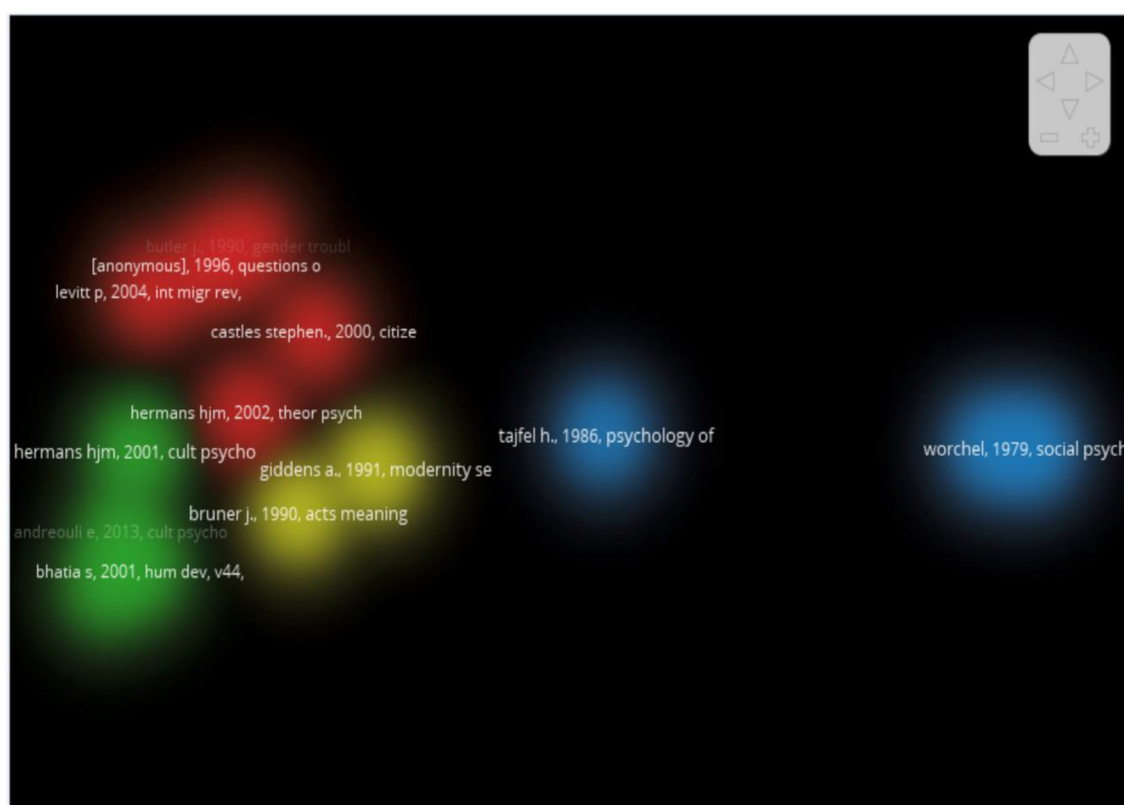 butler j., 1990, gender troubl
[anonymous], 1996, questions o
levitt p, 2004, int migr rev,
castles stephen., 2000, citize
hermans hjm, 2002, theor psych
tajfel h., 1986, psychology of
worchel, 1979, social psych
hermans hjm, 2001, cult psycho
giddens a., 1991, modernity se
bruner j., 1990, acts meaning
andreouli e, 2013, cult psycho
bhatia s, 2001, hum dev, v44,